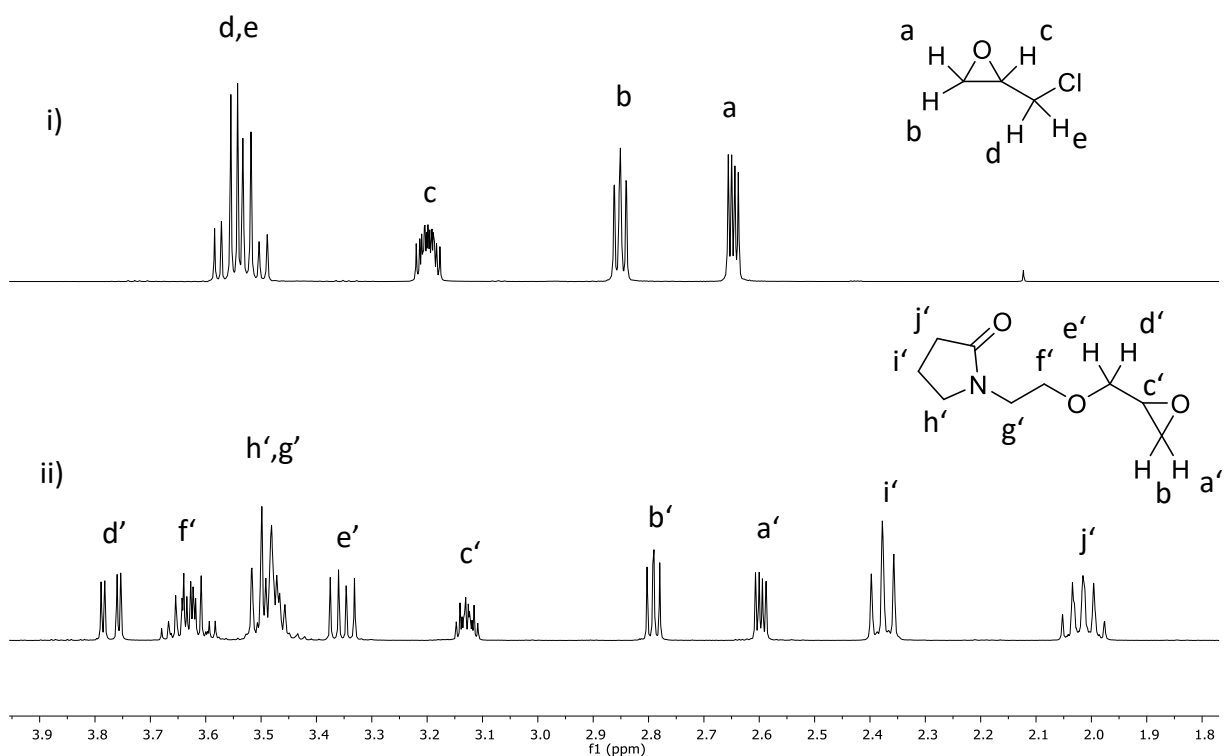 d,e
a
O
c
H
H
Cl
i)
b
a
H
H
H
b
d
e
c
j‘
O
e‘
d‘
i‘
f‘
H
H
N
O
c‘
O
h‘
g‘
h‘,g’
H
H
ii)
i‘
b
a‘
d’
f‘
e’
b‘
a‘
j‘
c‘
3.9 3.8 3.7 3.6 3.5 3.4 3.3 3.2 3.1 3.0 2.9 2.8 2.7 2.6 2.5 2.4 2.3 2.2 2.1 2.0 1.9 1.8
f1 (ppm)